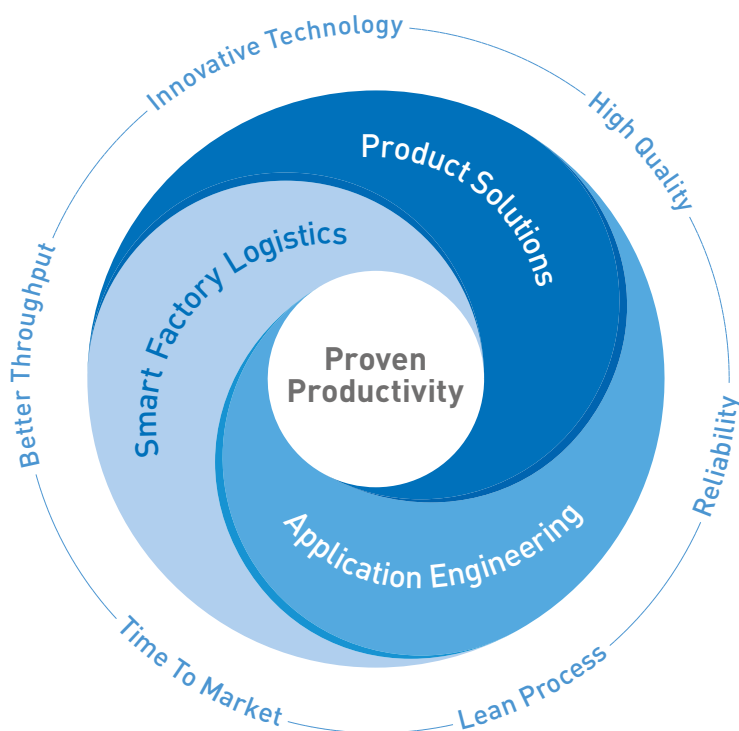 Innovative Technology
High Quality
Reliability
Lean Process
Time To Market
Better Throughput
Product Solutions
Application Engineering
Smart Factory Logistics
Proven
Productivity